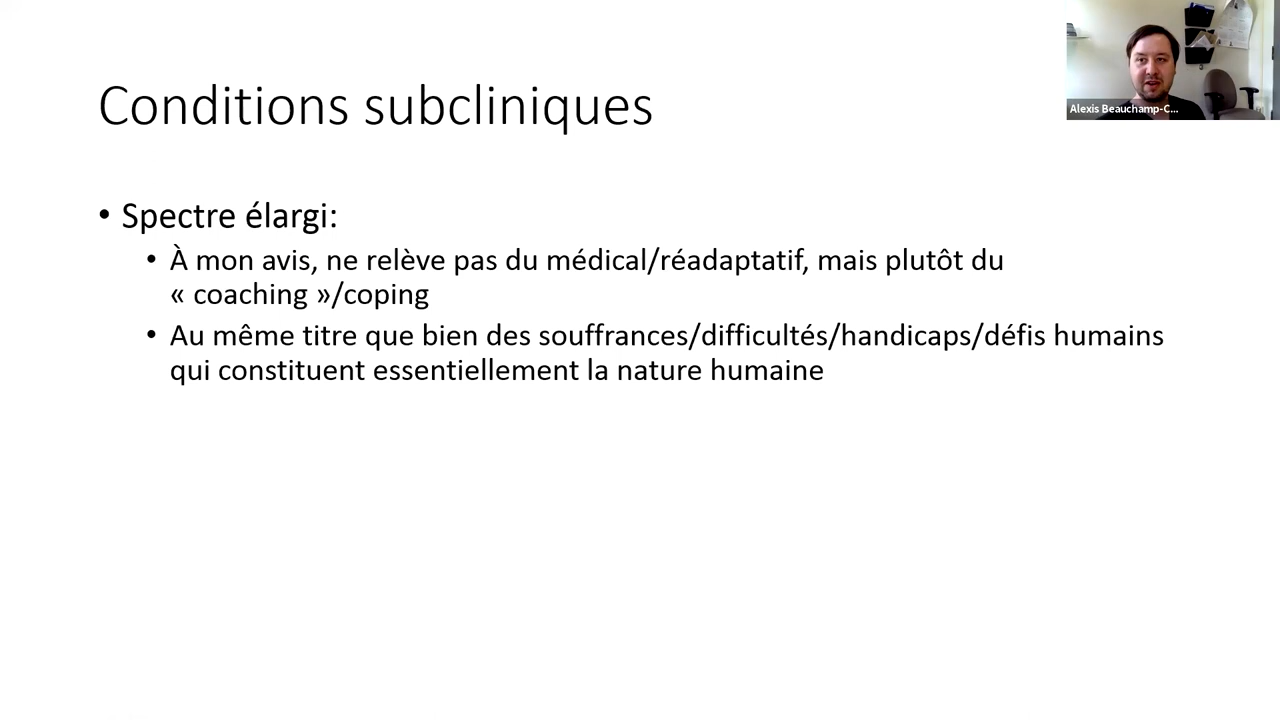 Conditions subcliniques
Alexis Beauchamp-C...
• Spectre élargi:
• À mon avis, ne relève pas du médical/réadaptatif, mais plutôt du
« coaching »/coping
• Au même titre que bien des souffrances/difficultés/handicaps/défis humains
qui constituent essentiellement la nature humaine